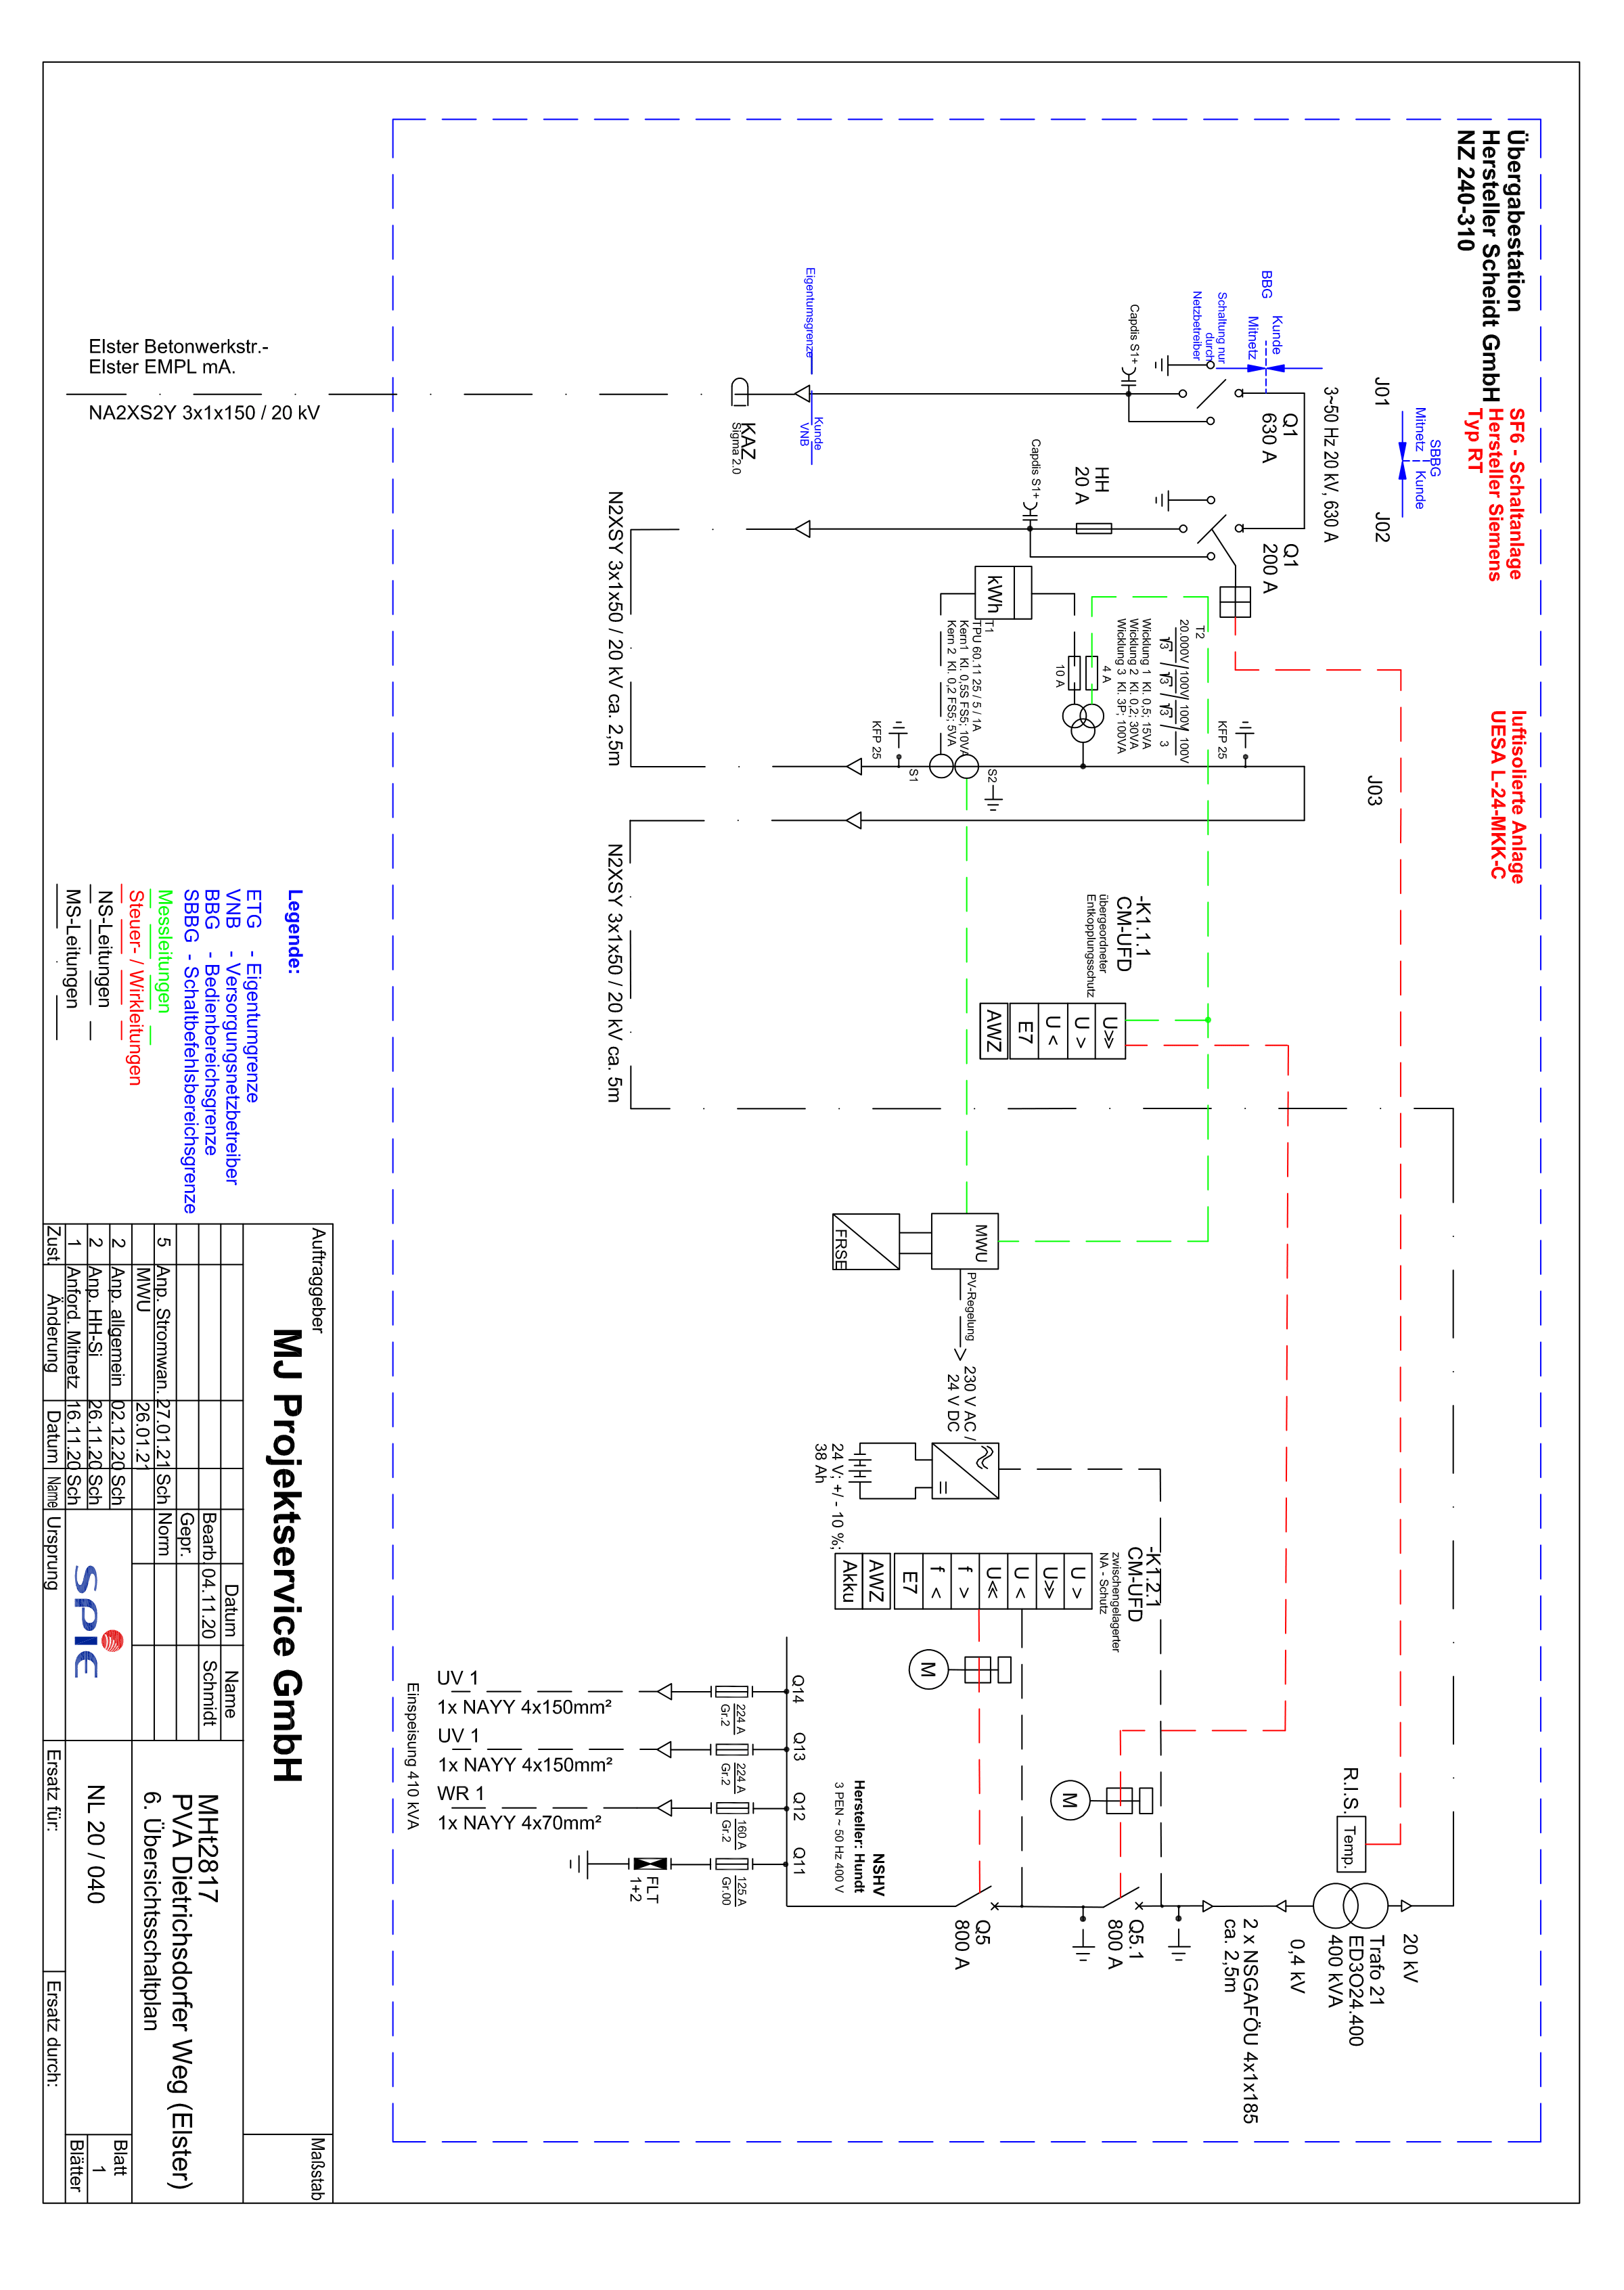 Übergabestation
Hersteller Scheidt GmbH
NZ 240-310
SF6 - Schaltanlage
Hersteller Siemens
Typ RT
luftisolierte Anlage
UESA L-24-MKK-C
J01
SBBG
Mitnetz
Kunde
J02
J03
3~50 Hz 20 kV, 630 A
BBG
Kunde
Mitnetz
Schaltung nur
durch
Netzbetreiber
Q1
630 A
Q1
200 A
Capdis S1+
HH
20 A
Capdis S1+
Eigentumsgrenze
Kunde
VNB
KAZ
Sigma 2.0
Elster Betonwerkstr.-
Elster EMPL mA.
NA2XS2Y 3x1x150 / 20 kV
N2XSY 3x1x50 / 20 kV ca. 2,5m
N2XSY 3x1x50 / 20 kV ca. 5m
kWh
T1
TPU 60.11 25 / 5 / 1A
Kern1 Kl. 0,5S FS5; 10VA
Kern 2 Kl. 0,2 FS5; 5VA
T2
20.000V/100V/100V/100V
√3 / √3 / √3 / 3
Wicklung 1 Kl. 0,5; 15VA
Wicklung 2 Kl. 0,2; 30VA
Wicklung 3 Kl. 3P; 100VA
4 A
10 A
KFP 25
KFP 25
S1
S2
-K1.1.1
CM-UFD
übergeordneter
Entkopplungsschutz
U>>
U >
U <
E7
AWZ
MWU
FRSE
PV-Regelung
230 V AC /
24 V DC
24 V; +/ - 10 %;
38 Ah
-K1.2.1
CM-UFD
zwischengelagerter
NA - Schutz
U >
U>>
U <
U<<
f >
f <
E7
AWZ
Akku
M
M
R.I.S.
Temp.
20 kV
Trafo 21
ED3O24.400
400 kVA
0,4 kV
2 x NSGAFÖU 4x1x185
ca. 2,5m
Q5.1
800 A
Q5
800 A
NSHV
Hersteller: Hundt
3 PEN ~ 50 Hz 400 V
Q14
224 A
Gr.2
UV 1
1x NAYY 4x150mm²
Q13
224 A
Gr.2
UV 1
1x NAYY 4x150mm²
Q12
160 A
Gr.2
WR 1
1x NAYY 4x70mm²
Q11
125 A
Gr.00
FLT
1+2
Einspeisung 410 kVA
Legende:
ETG - Eigentumgrenze
VNB - Versorgungsnetzbetreiber
BBG - Bedienbereichsgrenze
SBBG - Schaltbefehlsbereichsgrenze
Messleitungen
Steuer- / Wirkleitungen
NS-Leitungen
MS-Leitungen
Auftraggeber
Maßstab
MJ Projektservice GmbH
Datum
Name
Bearb.
04.11.20
Schmidt
Gepr.
5
Anp. Stromwan.
27.01.21
Sch
Norm
MWU
26.01.21
2
Anp. allgemein
02.12.20
Sch
2
Anp. HH-Si
26.11.20
Sch
1
Anford. Mitnetz
16.11.20
Sch
Zust.
Änderung
Datum
Name
Ursprung
SPIE
MHt2817
PVA Dietrichsdorfer Weg (Elster)
6. Übersichtsschaltplan
NL 20 / 040
Blatt
1
Blätter
Ersatz für:
Ersatz durch: